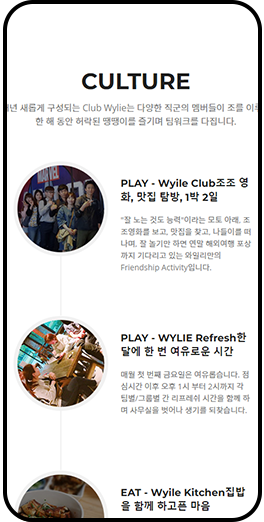 CULTURE
새롭게 구성되는 Club Wylie는 다양한 직군의 멤버들이 조를
한 해 동안 허락된 땡땡이를 즐기며 팀워크를 다집니다.
PLAY - Wyile Club조조 영
화, 맛집 탐방, 1박 2일
"잘 노는 것도 능력"이라는 모토 아래, 조
조영화를 보고, 맛집을 찾고, 나들이를 떠
나며, 잘 놀기만 하면 연말 해외여행 포상
까지 기다리고 있는 와일리만의
Friendship Activity입니다.
PLAY - WYLIE Refresh한
달에 한 번 여유로운 시간
매월 첫 번째 금요일은 여유롭습니다. 점
심시간 이후 오후 1시 부터 2시까지 각
팀별/그룹별 간 리프레쉬 시간을 함께 하
며 사무실을 벗어나 생기를 되찾습니다.
EAT - Wyile Kitchen집밥
을 함께 하고픈 마음